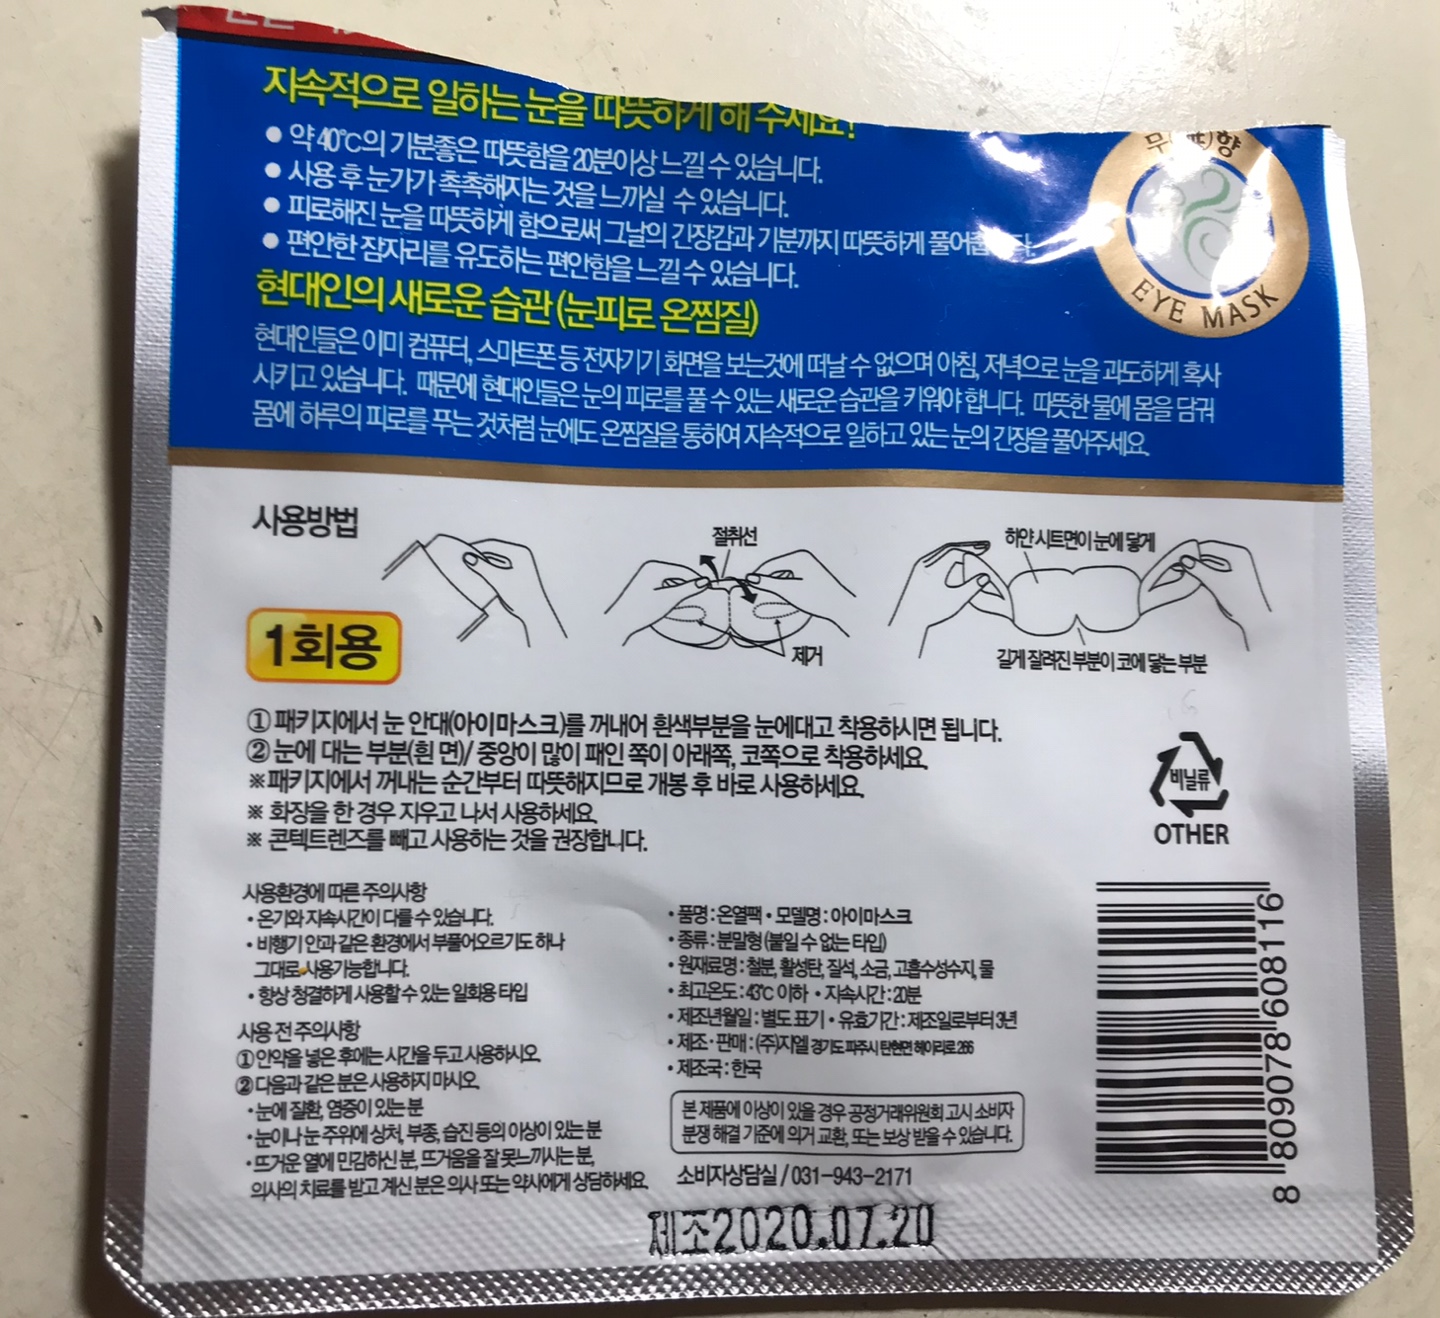 지속적으로 일하는 눈을 따뜻하게 해 주세요!
● 약 40℃의 기분좋은 따뜻함을 20분이상 느낄 수 있습니다.
● 사용 후 눈가가 촉촉해지는 것을 느끼실 수 있습니다.
● 피로해진 눈을 따뜻하게 함으로써 그날의 긴장감과 기분까지 따뜻하게
● 편안한 잠자리를 유도하는 편안함을 느낄 수 있습니다.
EYE MASK
현대인의 새로운 습관 (눈피로 온찜질)
현대인들은 이미 컴퓨터, 스마트폰 등 전자기기 화면을 보는것에 떠날 수 없으며 아침, 저녁으로 눈을 과도하게 혹사
시키고 있습니다. 때문에 현대인들은 눈의 피로를 풀 수 있는 새로운 습관을 키워야 합니다. 따뜻한 물에 몸을 담궈
몸에 하루의 피로를 푸는 것처럼 눈에도 온찜질을 통하여 지속적으로 일하고 있는 눈의 긴장을 풀어주세요.
사용방법
절취선
하얀 시트면이 눈에 닿게
1회용
제거
길게 잘려진 부분이 코에 닿는 부분
① 패키지에서 눈 안대(아이마스크)를 꺼내어 흰색부분을 눈에대고 착용하시면 됩니다.
② 눈에 대는 부분(흰 면)/ 중앙이 많이 패인 쪽이 아래쪽, 코쪽으로 착용하세요.
※패키지에서 꺼내는 순간부터 따뜻해지므로 개봉 후 바로 사용하세요.
※ 화장을 한 경우 지우고 나서 사용하세요.
※ 콘텍트렌즈를 빼고 사용하는 것을 권장합니다.
비닐류
OTHER
사용환경에 따른 주의사항
• 온기와 지속시간이 다를 수 있습니다.
• 비행기 안과 같은 환경에서 부풀어오르기도 하나
그대로 사용가능합니다.
• 항상 청결하게 사용할 수 있는 일회용 타입
사용 전 주의사항
① 안약을 넣은 후에는 시간을 두고 사용하시오.
② 다음과 같은 분은 사용하지 마시오.
• 눈에 질환, 염증이 있는 분
• 눈이나 눈 주위에 상처, 부종, 습진 등의 이상이 있는 분
• 뜨거운 열에 민감하신 분, 뜨거움을 잘 못느끼시는 분,
의사의 치료를 받고 계신 분은 의사 또는 약사에게 상담하세요.
• 품명 : 온열팩 • 모델명 : 아이마스크
• 종류 : 분말형 (붙일 수 없는 타입)
• 원재료명 : 철분, 활성탄, 질석, 소금, 고흡수성수지, 물
• 최고온도 : 43℃ 이하 • 지속시간 : 20분
• 제조년월일 : 별도 표기 • 유효기간 : 제조일로부터 3년
• 제조 · 판매 : (주)지엘 경기도 파주시 탄현면 헤이리로 266
• 제조국 : 한국
본 제품에 이상이 있을 경우 공정거래위원회 고시 소비자
분쟁 해결 기준에 의거 교환, 또는 보상 받을 수 있습니다.
소비자상담실 / 031-943-2171
8 809078 608116
제조2020.07.20